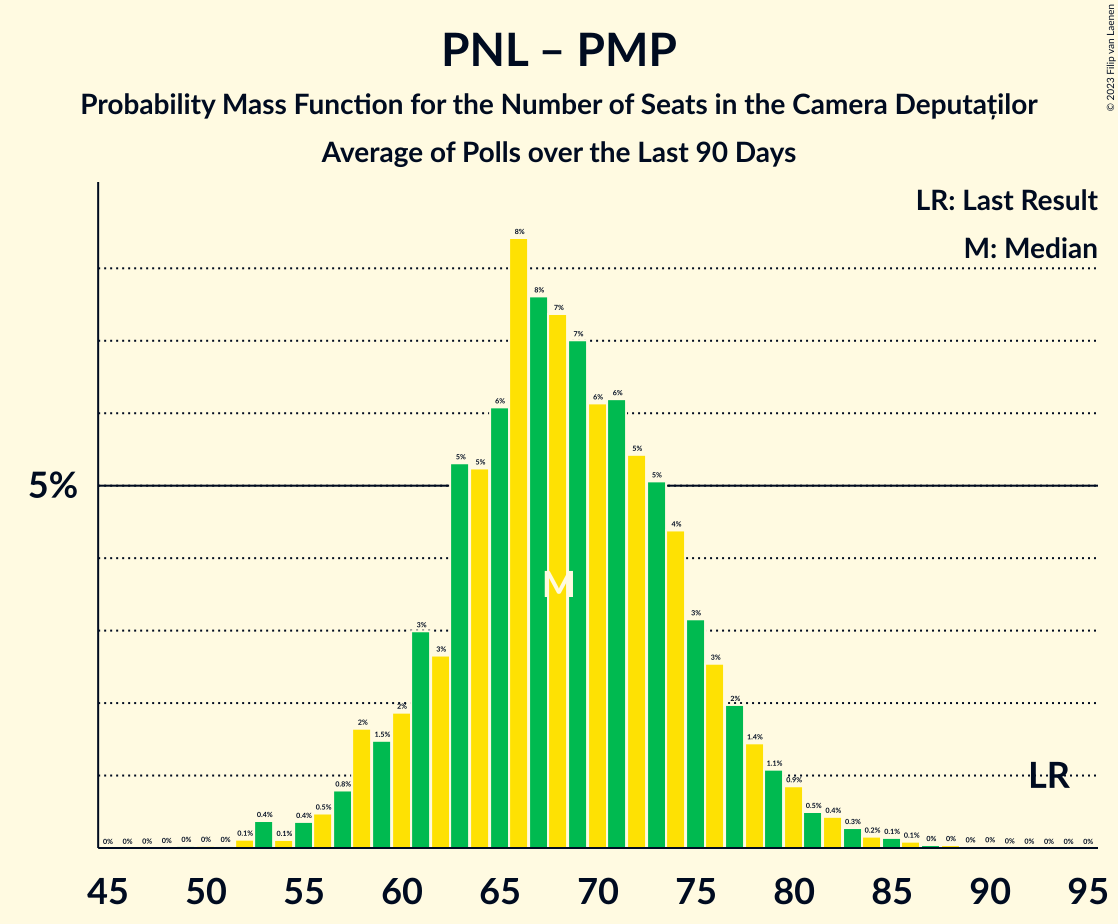 PNL – PMP
Probability Mass Function for the Number of Seats in the Camera Deputaților
Average of Polls over the Last 90 Days
© 2023 Filip van Laenen
LR: Last Result
M: Median
5%
0% 0% 0% 0% 0% 0% 0% 0.1% 0.4% 0.1% 0.4% 0.5% 0.8% 2% 1.5% 2% 3% 3% 5% 5% 6% 8% 8% 7% 7% 6% 6% 5% 5% 4% 3% 3% 2% 1.4% 1.1% 0.9% 0.5% 0.4% 0.3% 0.2% 0.1% 0.1% 0% 0% 0% 0% 0% 0% 0% 0% 0%
M
LR
45 50 55 60 65 70 75 80 85 90 95